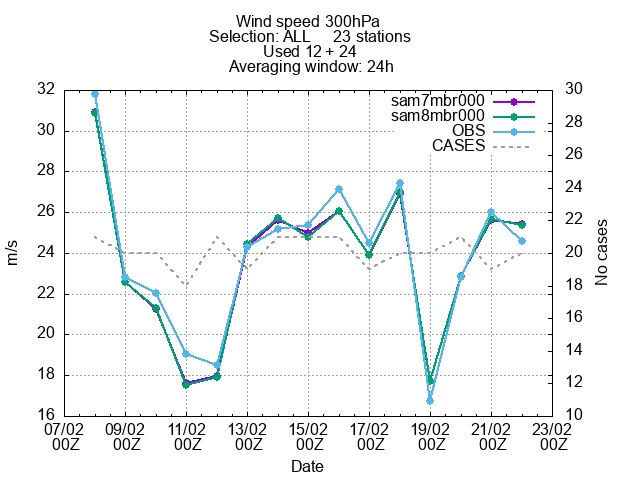 Wind speed 300hPa
Selection: ALL 23 stations
Used 12 + 24
Averaging window: 24h
sam7mbr000
sam8mbr000
OBS
CASES
32
30
28
26
24
22
20
18
16
m/s
30
28
26
24
22
20
18
16
14
12
10
No cases
07/02 09/02 11/02 13/02 15/02 17/02 19/02 21/02 23/02
00Z 00Z 00Z 00Z 00Z 00Z 00Z 00Z 00Z
Date